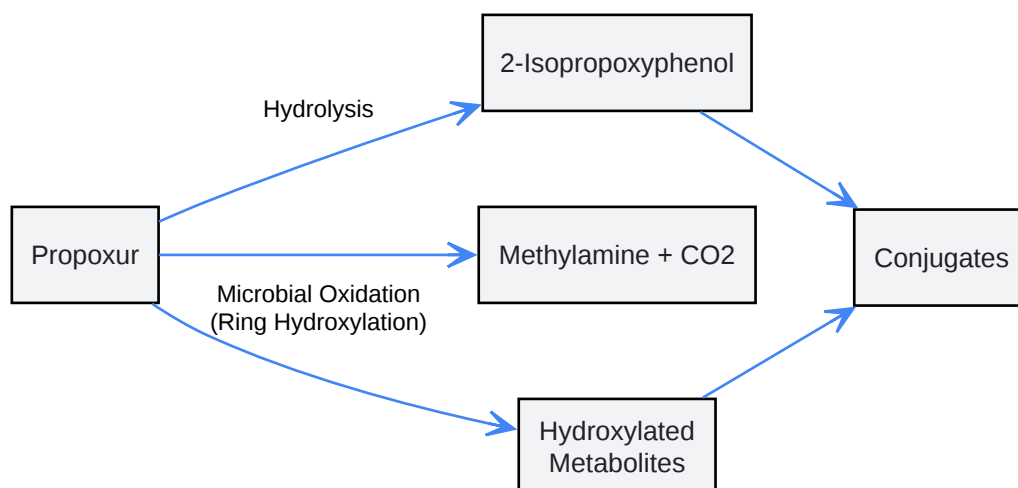 2-Isopropoxyphenol
Hydrolysis
Propoxur
Methylamine + CO2
Conjugates
Microbial Oxidation
(Ring Hydroxylation)
Hydroxylated
Metabolites